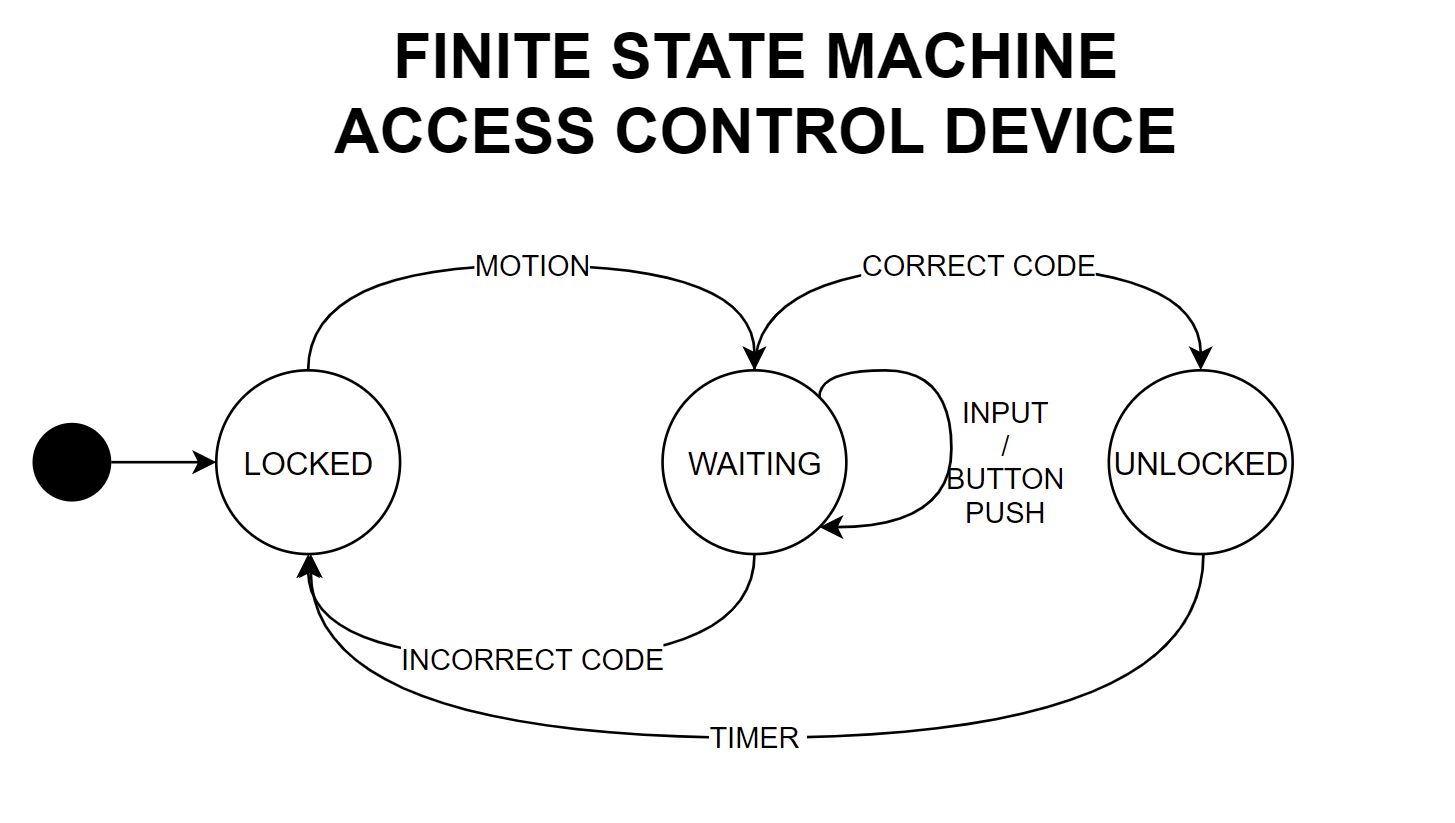 FINITE STATE MACHINE
ACCESS CONTROL DEVICE
MOTION
CORRECT CODE
LOCKED
WAITING
INPUT
/
BUTTON
PUSH
UNLOCKED
INCORRECT CODE
TIMER